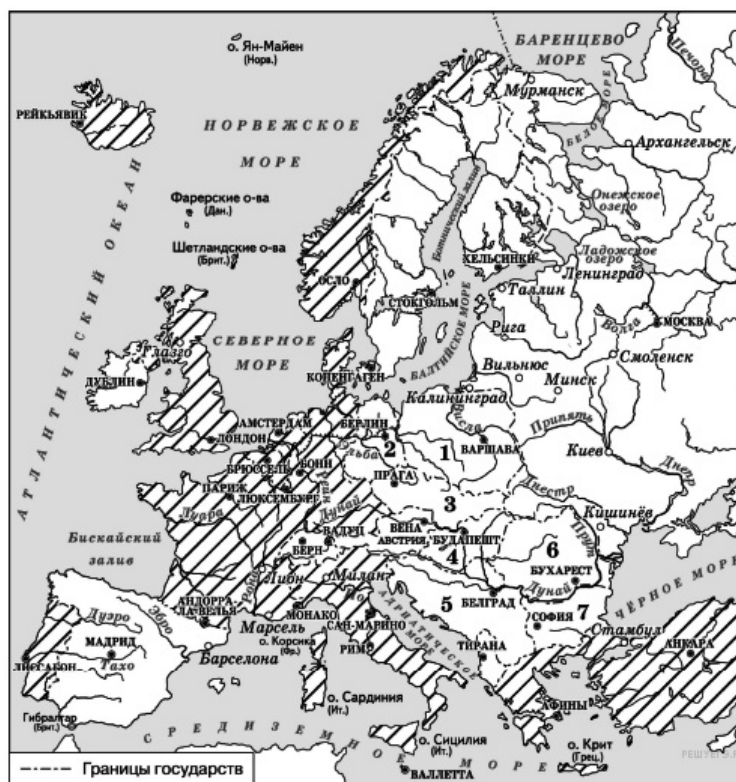 о. Ян-Майен
(Норв.)
БАРЕНЦЕВО
МОРЕ
Печора
Мурманск
РЕЙКЬЯВИК
НОРВЕЖСКОЕ
МОРЕ
БЕЛОЕ МОРЕ
Архангельск
Фарерские о-ва
(Дан.)
Ботнический залив
Онежское
озеро
Шетландские о-ва
(Брит.)
ХЕЛЬСИНКИ
Ладожское
озеро
ОСЛО
Ленинград
СТОКГОЛЬМ
Таллин
АТЛАНТИЧЕСКИЙ ОКЕАН
СЕВЕРНОЕ
МОРЕ
БАЛТИЙСКОЕ МОРЕ
Рига
Волга
МОСКВА
Глазго
Смоленск
ДУБЛИН
КОПЕНГАГЕН
Вильнюс
Минск
Калининград
АМСТЕРДАМ
БЕРЛИН
Висла
Припять
ЛОНДОН
Эльба
2
1
ВАРШАВА
Киев
БРЮССЕЛЬ
БОНН
ПРАГА
Днепр
ПАРИЖ
ЛЮКСЕМБУРГ
Рейн
3
Днестр
Луара
Дунай
Кишинёв
Бискайский
залив
ВАДУЦ
ВЕНА
АВСТРИЯ
БУДАПЕШТ
Прут
БЕРН
4
6
БУХАРЕСТ
Лион
Милан
Дунай
Рона
По
5
БЕЛГРАД
АНДОРРА-
ЛА-ВЕЛЬЯ
МОНАКО
САН-МАРИНО
АДРИАТИЧЕСКОЕ
МОРЕ
СОФИЯ
7
ЧЁРНОЕ МОРЕ
Дуэро
Эбро
Марсель
о. Корсика
(Фр.)
РИМ
ТИРАНА
Стамбул
МАДРИД
Барселона
АНКАРА
ЛИССАБОН
Тахо
о. Сардиния
(Ит.)
АФИНЫ
Гибралтар
(Брит.)
о. Сицилия
(Ит.)
о. Крит
(Грец.)
СРЕДИЗЕМНОЕ МОРЕ
ВАЛЛЕТТА
Границы государств